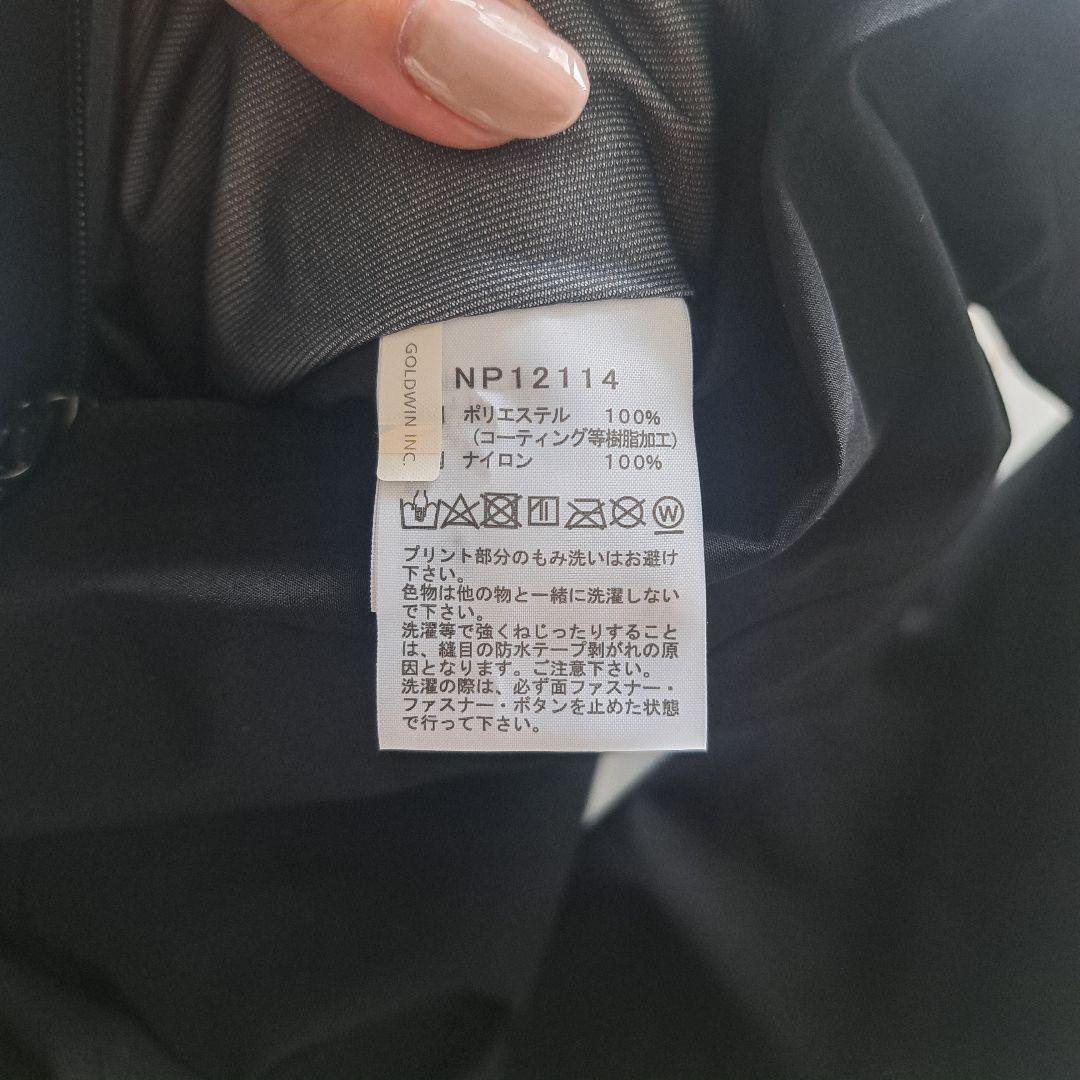 GOLDWIN INC.
NP12114
ポリエステル 100%
(コーティング等樹脂加工)
ナイロン 100%
W
プリント部分のもみ洗いはお避け
下さい。
色物は他の物と一緒に洗濯しない
で下さい。
洗濯等で強くねじったりすること
は、縫目の防水テープ剥がれの原
因となります。ご注意下さい。
洗濯の際は、必ず面ファスナー・
ファスナー・ボタンを止めた状態
で行って下さい。